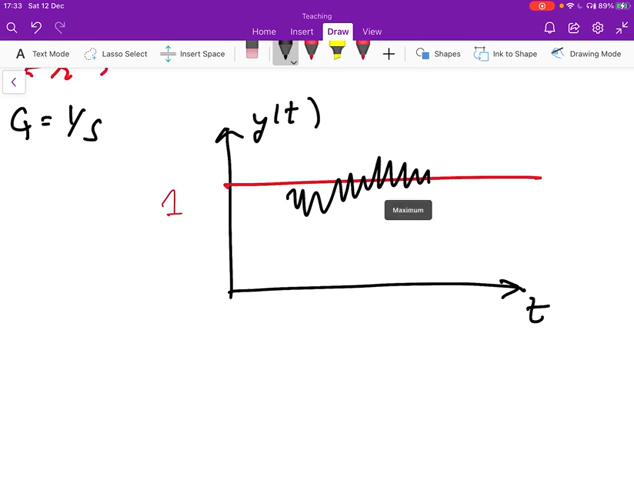 17:33 Sat 12 Dec
89%
Teaching
Home Insert Draw View
Text Mode Lasso Select Insert Space Shapes Ink to Shape Drawing Mode
G = 1/s
y(t)
1
Maximum
t